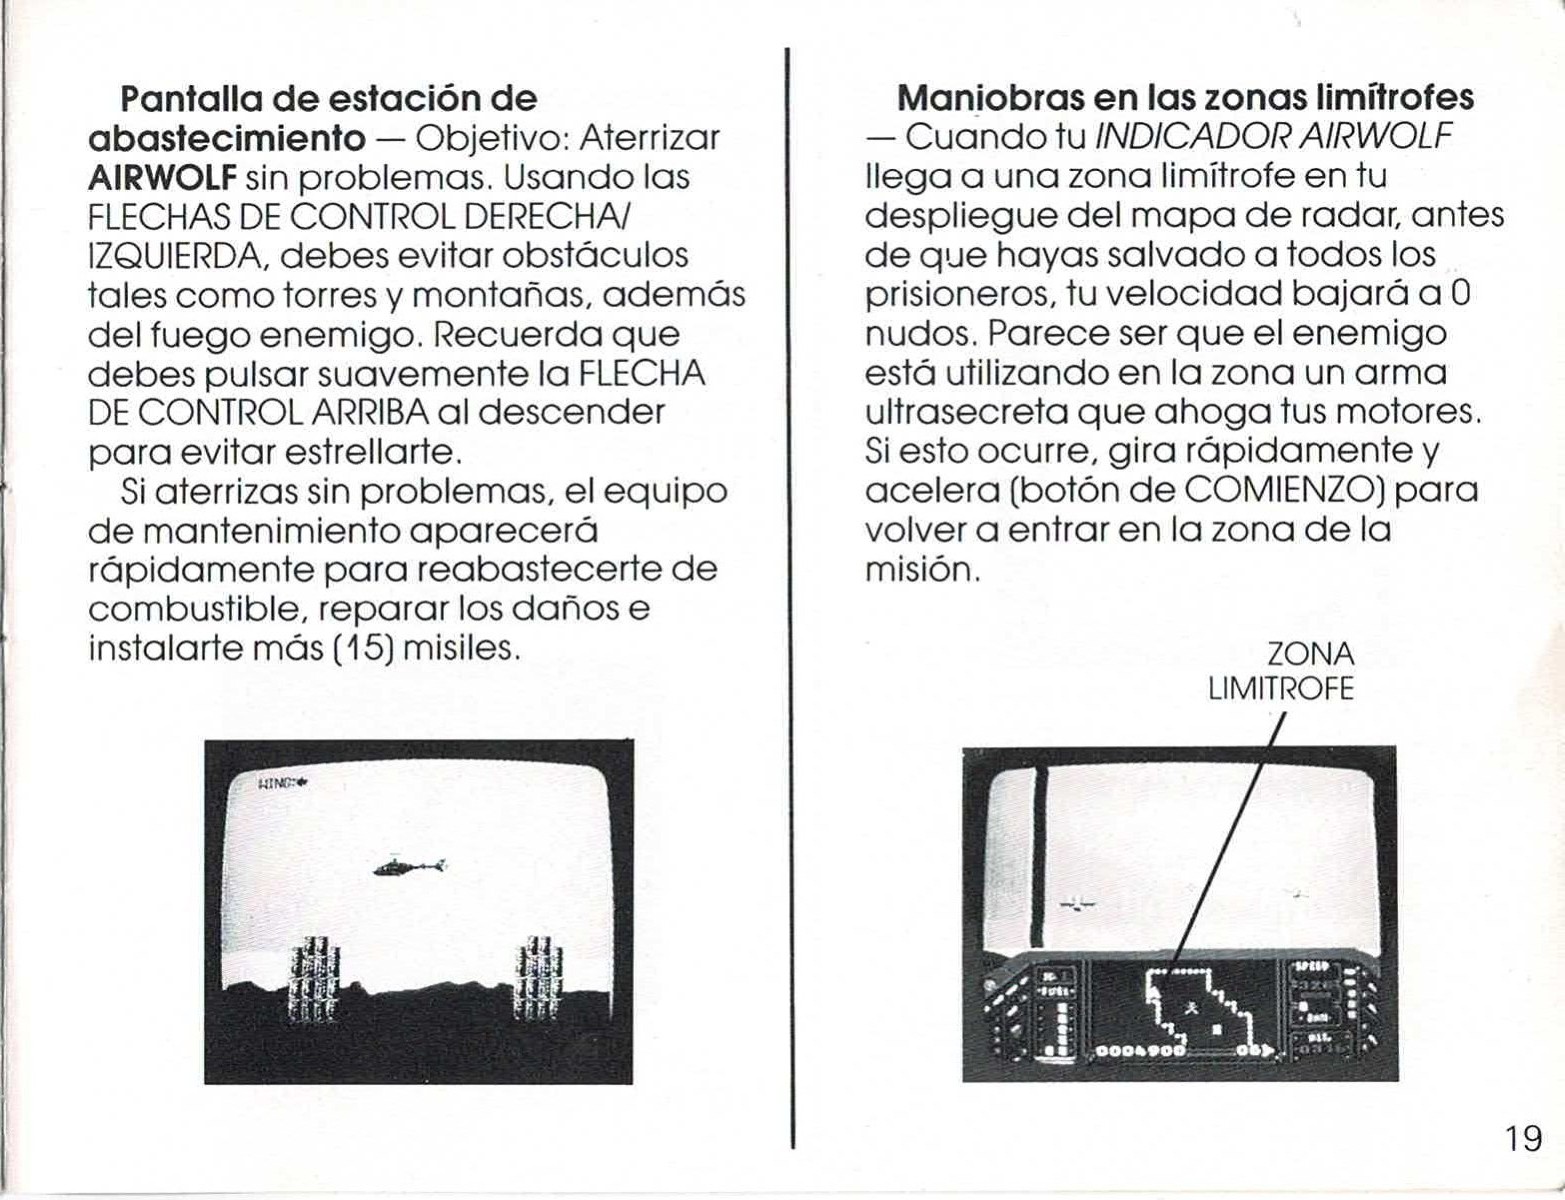 Pantalla de estación de
abastecimiento — Objetivo: Aterrizar
AIRWOLF sin problemas. Usando las
FLECHAS DE CONTROL DERECHA/
IZQUIERDA, debes evitar obstáculos
tales como torres y montañas, además
del fuego enemigo. Recuerda que
debes pulsar suavemente la FLECHA
DE CONTROL ARRIBA al descender
para evitar estrellarte.
Si aterrizas sin problemas, el equipo
de mantenimiento aparecerá
rápidamente para reabastecerte de
combustible, reparar los daños e
instalarte más (15) misiles.
WING:
Maniobras en las zonas limítrofes
— Cuando tu INDICADOR AIRWOLF
llega a una zona limítrofe en tu
despliegue del mapa de radar, antes
de que hayas salvado a todos los
prisioneros, tu velocidad bajará a 0
nudos. Parece ser que el enemigo
está utilizando en la zona un arma
ultrasecreta que ahoga tus motores.
Si esto ocurre, gira rápidamente y
acelera (botón de COMIENZO) para
volver a entrar en la zona de la
misión.
ZONA
LIMITROFE
SPEED
FUEL
0004900
19